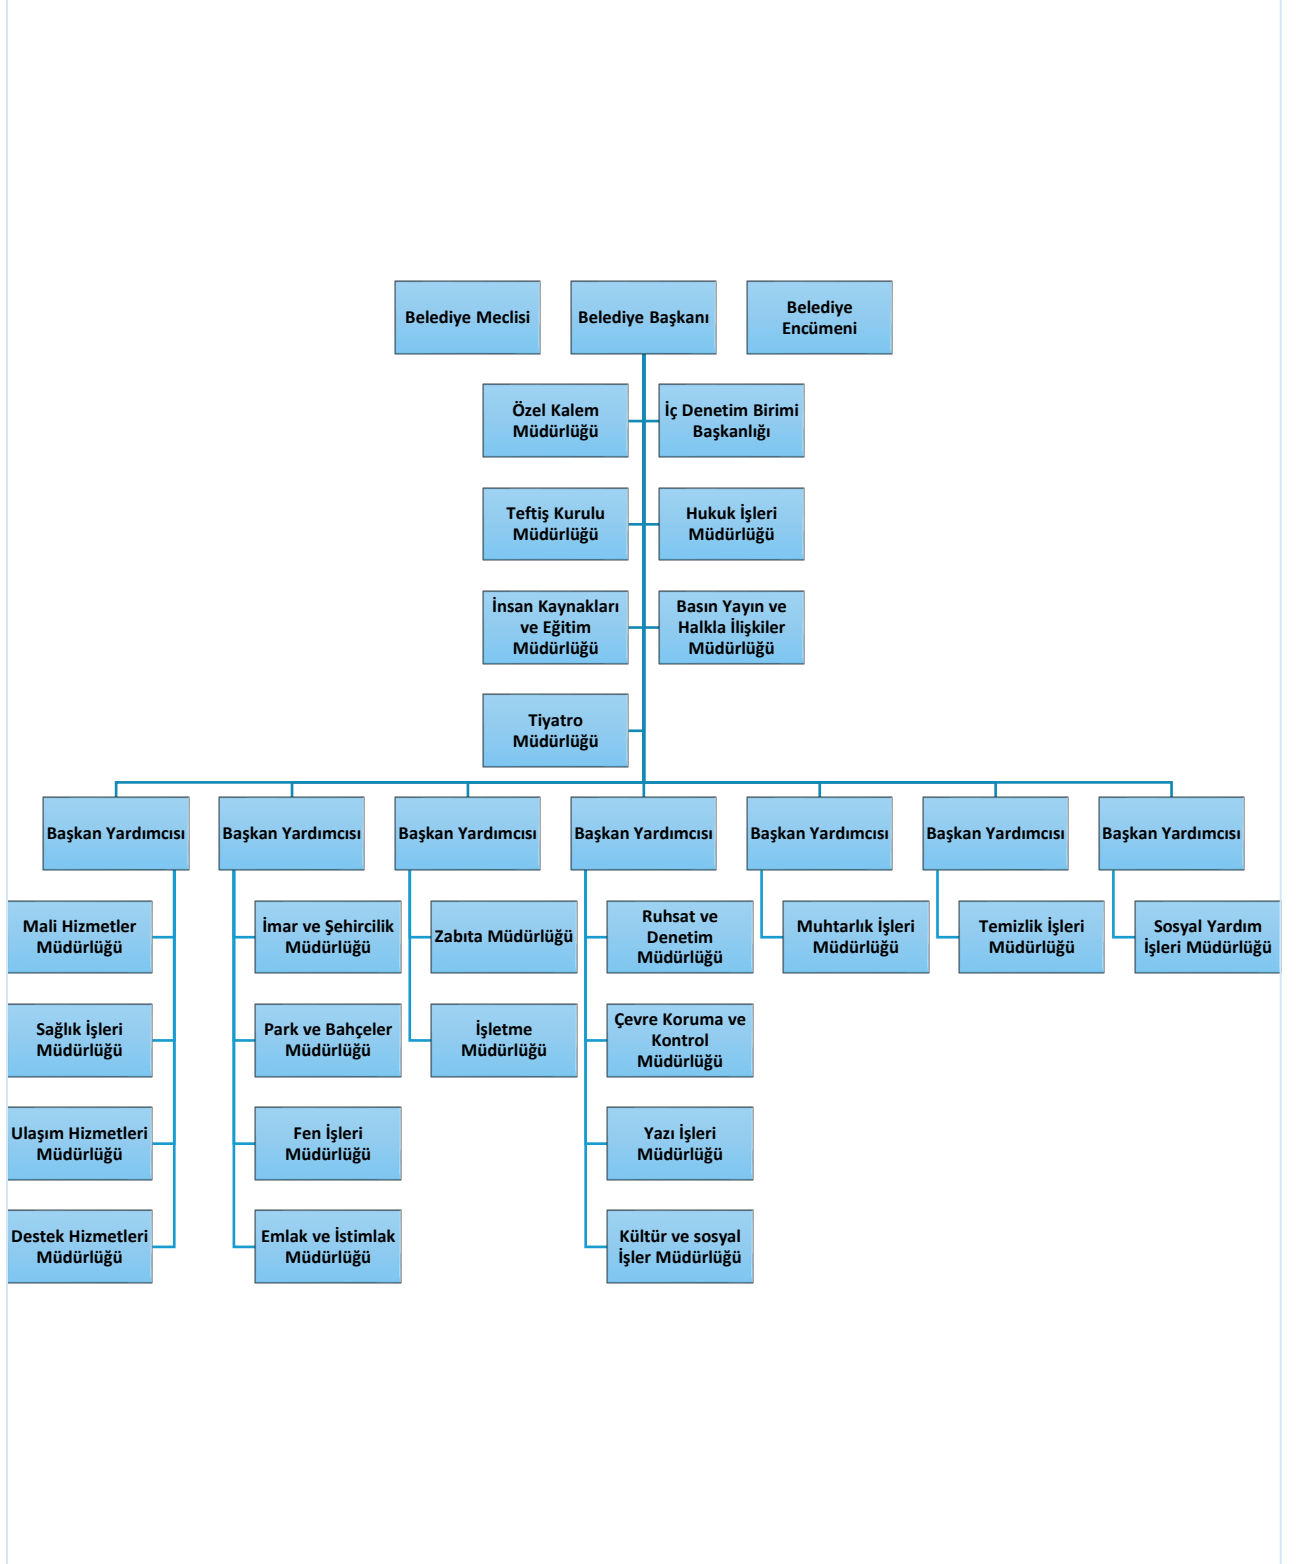 Belediye Meclisi
Belediye Başkanı
Belediye
Encümeni
Özel Kalem
Müdürlüğü
İç Denetim Birimi
Başkanlığı
Teftiş Kurulu
Müdürlüğü
Hukuk İşleri
Müdürlüğü
İnsan Kaynakları
ve Eğitim
Müdürlüğü
Basın Yayın ve
Halkla İlişkiler
Müdürlüğü
Tiyatro
Müdürlüğü
Başkan Yardımcısı
Başkan Yardımcısı
Başkan Yardımcısı
Başkan Yardımcısı
Başkan Yardımcısı
Başkan Yardımcısı
Başkan Yardımcısı
Mali Hizmetler
Müdürlüğü
İmar ve Şehircilik
Müdürlüğü
Zabıta Müdürlüğü
Ruhsat ve
Denetim
Müdürlüğü
Muhtarlık İşleri
Müdürlüğü
Temizlik İşleri
Müdürlüğü
Sosyal Yardım
İşleri Müdürlüğü
Sağlık İşleri
Müdürlüğü
Park ve Bahçeler
Müdürlüğü
İşletme
Müdürlüğü
Çevre Koruma ve
Kontrol
Müdürlüğü
Ulaşım Hizmetleri
Müdürlüğü
Fen İşleri
Müdürlüğü
Yazı İşleri
Müdürlüğü
Destek Hizmetleri
Müdürlüğü
Emlak ve İstimlak
Müdürlüğü
Kültür ve sosyal
İşler Müdürlüğü